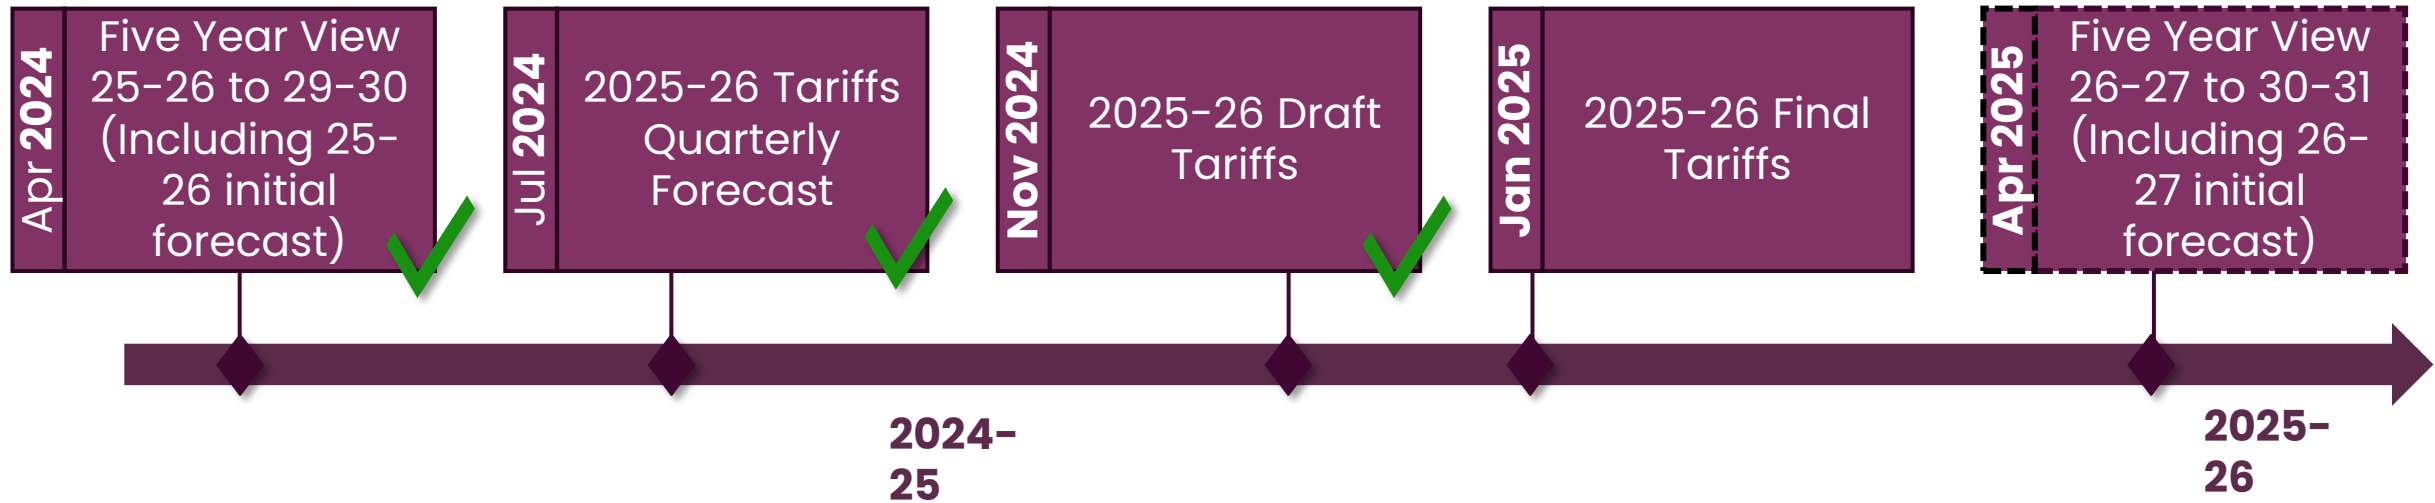 Apr 2024
Five Year View
25-26 to 29-30
(Including 25-
26 initial
forecast)
Jul 2024
2025-26 Tariffs
Quarterly
Forecast
Nov 2024
2025-26 Draft
Tariffs
Jan 2025
2025-26 Final
Tariffs
Apr 2025
Five Year View
26-27 to 30-31
(Including 26-
27 initial
forecast)
2024-
25
2025-
26